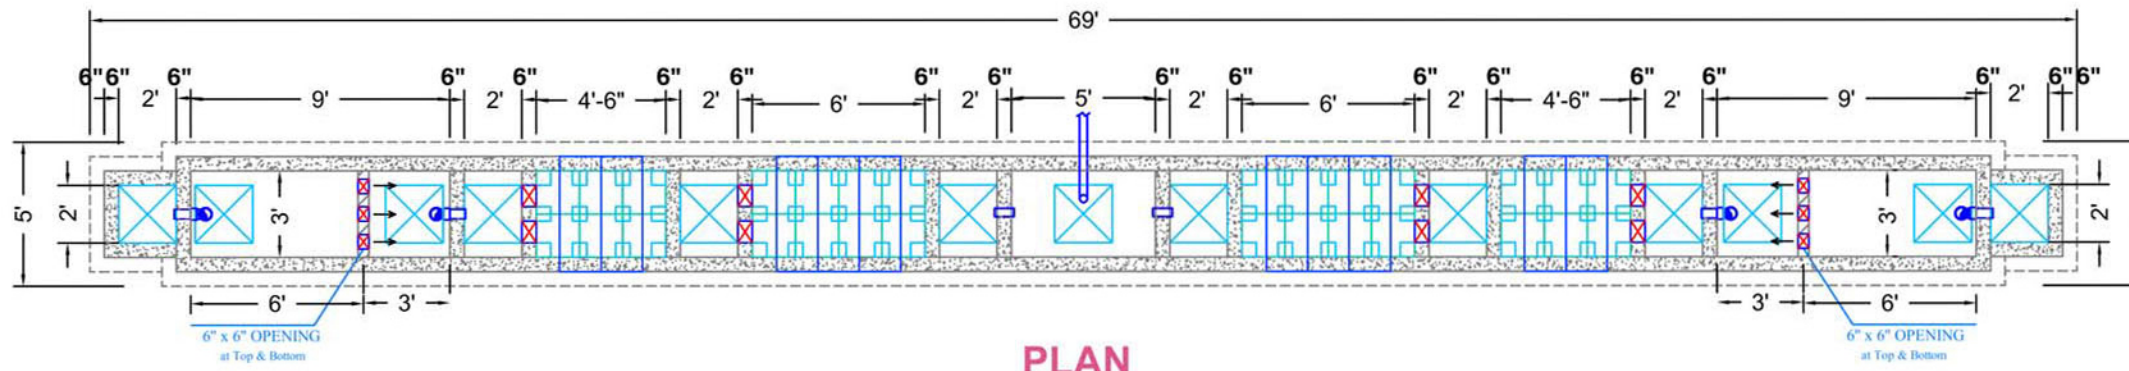 69'
6" 6" 6" 6" 6" 6" 6" 6" 6" 6" 6" 6" 6" 6" 6" 6" 6" 6"
2' 9' 2' 4'-6" 2' 6' 2' 5' 2' 6' 2' 4'-6" 2' 9' 2'
5' 2' 3' 3' 2'
6' 3' 3' 6'
6" x 6" OPENING
at Top & Bottom
6" x 6" OPENING
at Top & Bottom
PLAN